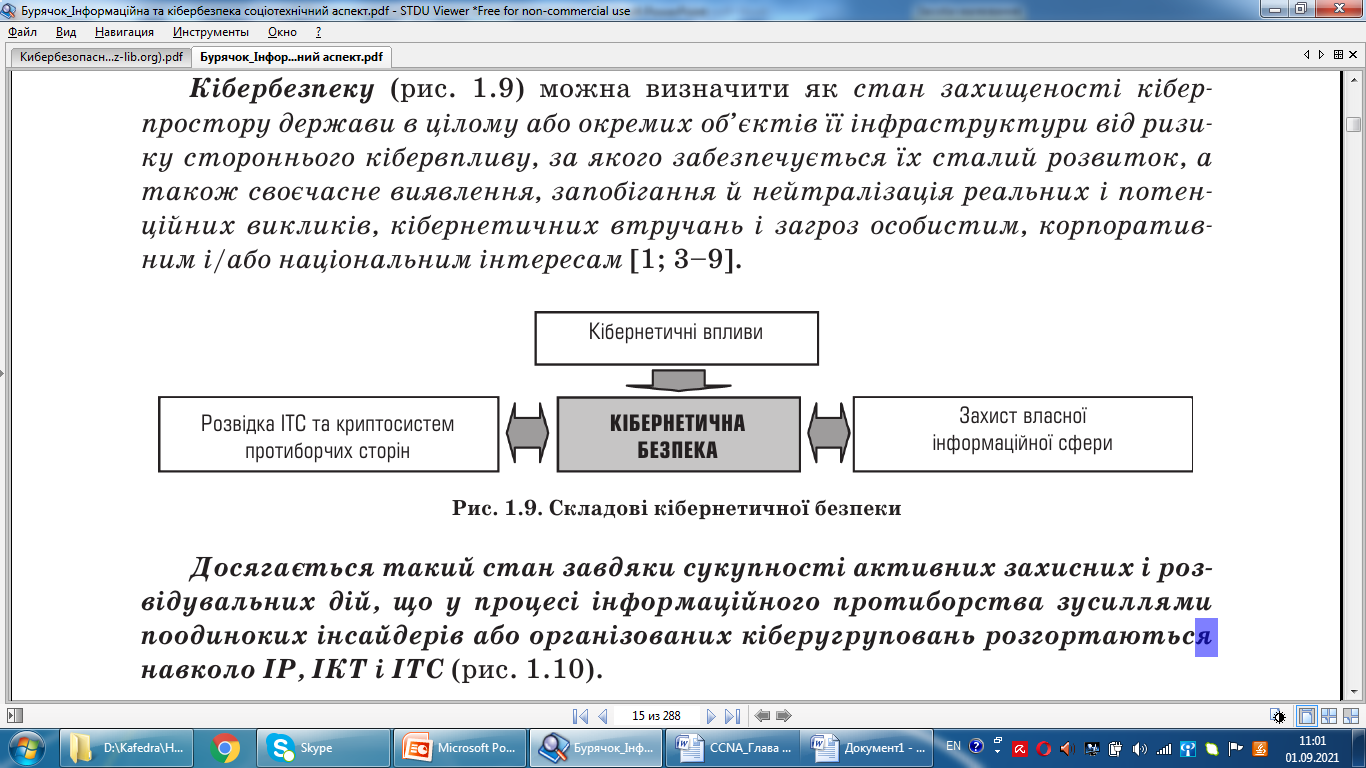 Бурячок_Інформаційна та кібербезпека соціотехнічний аспект.pdf - STDU Viewer *Free for non-commercial use
Файл Вид Навигация Инструменты Окно ?
Кибербезопасн...z-lib.org).pdf Бурячок_Інфор...ний аспект.pdf
Кібербезпеку (рис. 1.9) можна визначити як стан захищеності кібер-
простору держави в цілому або окремих об’єктів її інфраструктури від ризи-
ку стороннього кібервпливу, за якого забезпечується їх сталий розвиток, а
також своєчасне виявлення, запобігання й нейтралізація реальних і потен-
ційних викликів, кібернетичних втручань і загроз особистим, корпоратив-
ним і/або національним інтересам [1; 3–9].
Кібернетичні впливи
Розвідка ІТС та криптосистем
протиборчих сторін
КІБЕРНЕТИЧНА
БЕЗПЕКА
Захист власної
інформаційної сфери
Рис. 1.9. Складові кібернетичної безпеки
Досягається такий стан завдяки сукупності активних захисних і роз-
відувальних дій, що у процесі інформаційного протиборства зусиллями
поодиноких інсайдерів або організованих кіберугруповань розгортаються
навколо ІР, ІКТ і ІТС (рис. 1.10).
15 из 288
D:\Kafedra\Н... Skype Microsoft Po... Бурячок_Інф... CCNA_Глава ... Документ1 - ... EN 11:01
01.09.2021